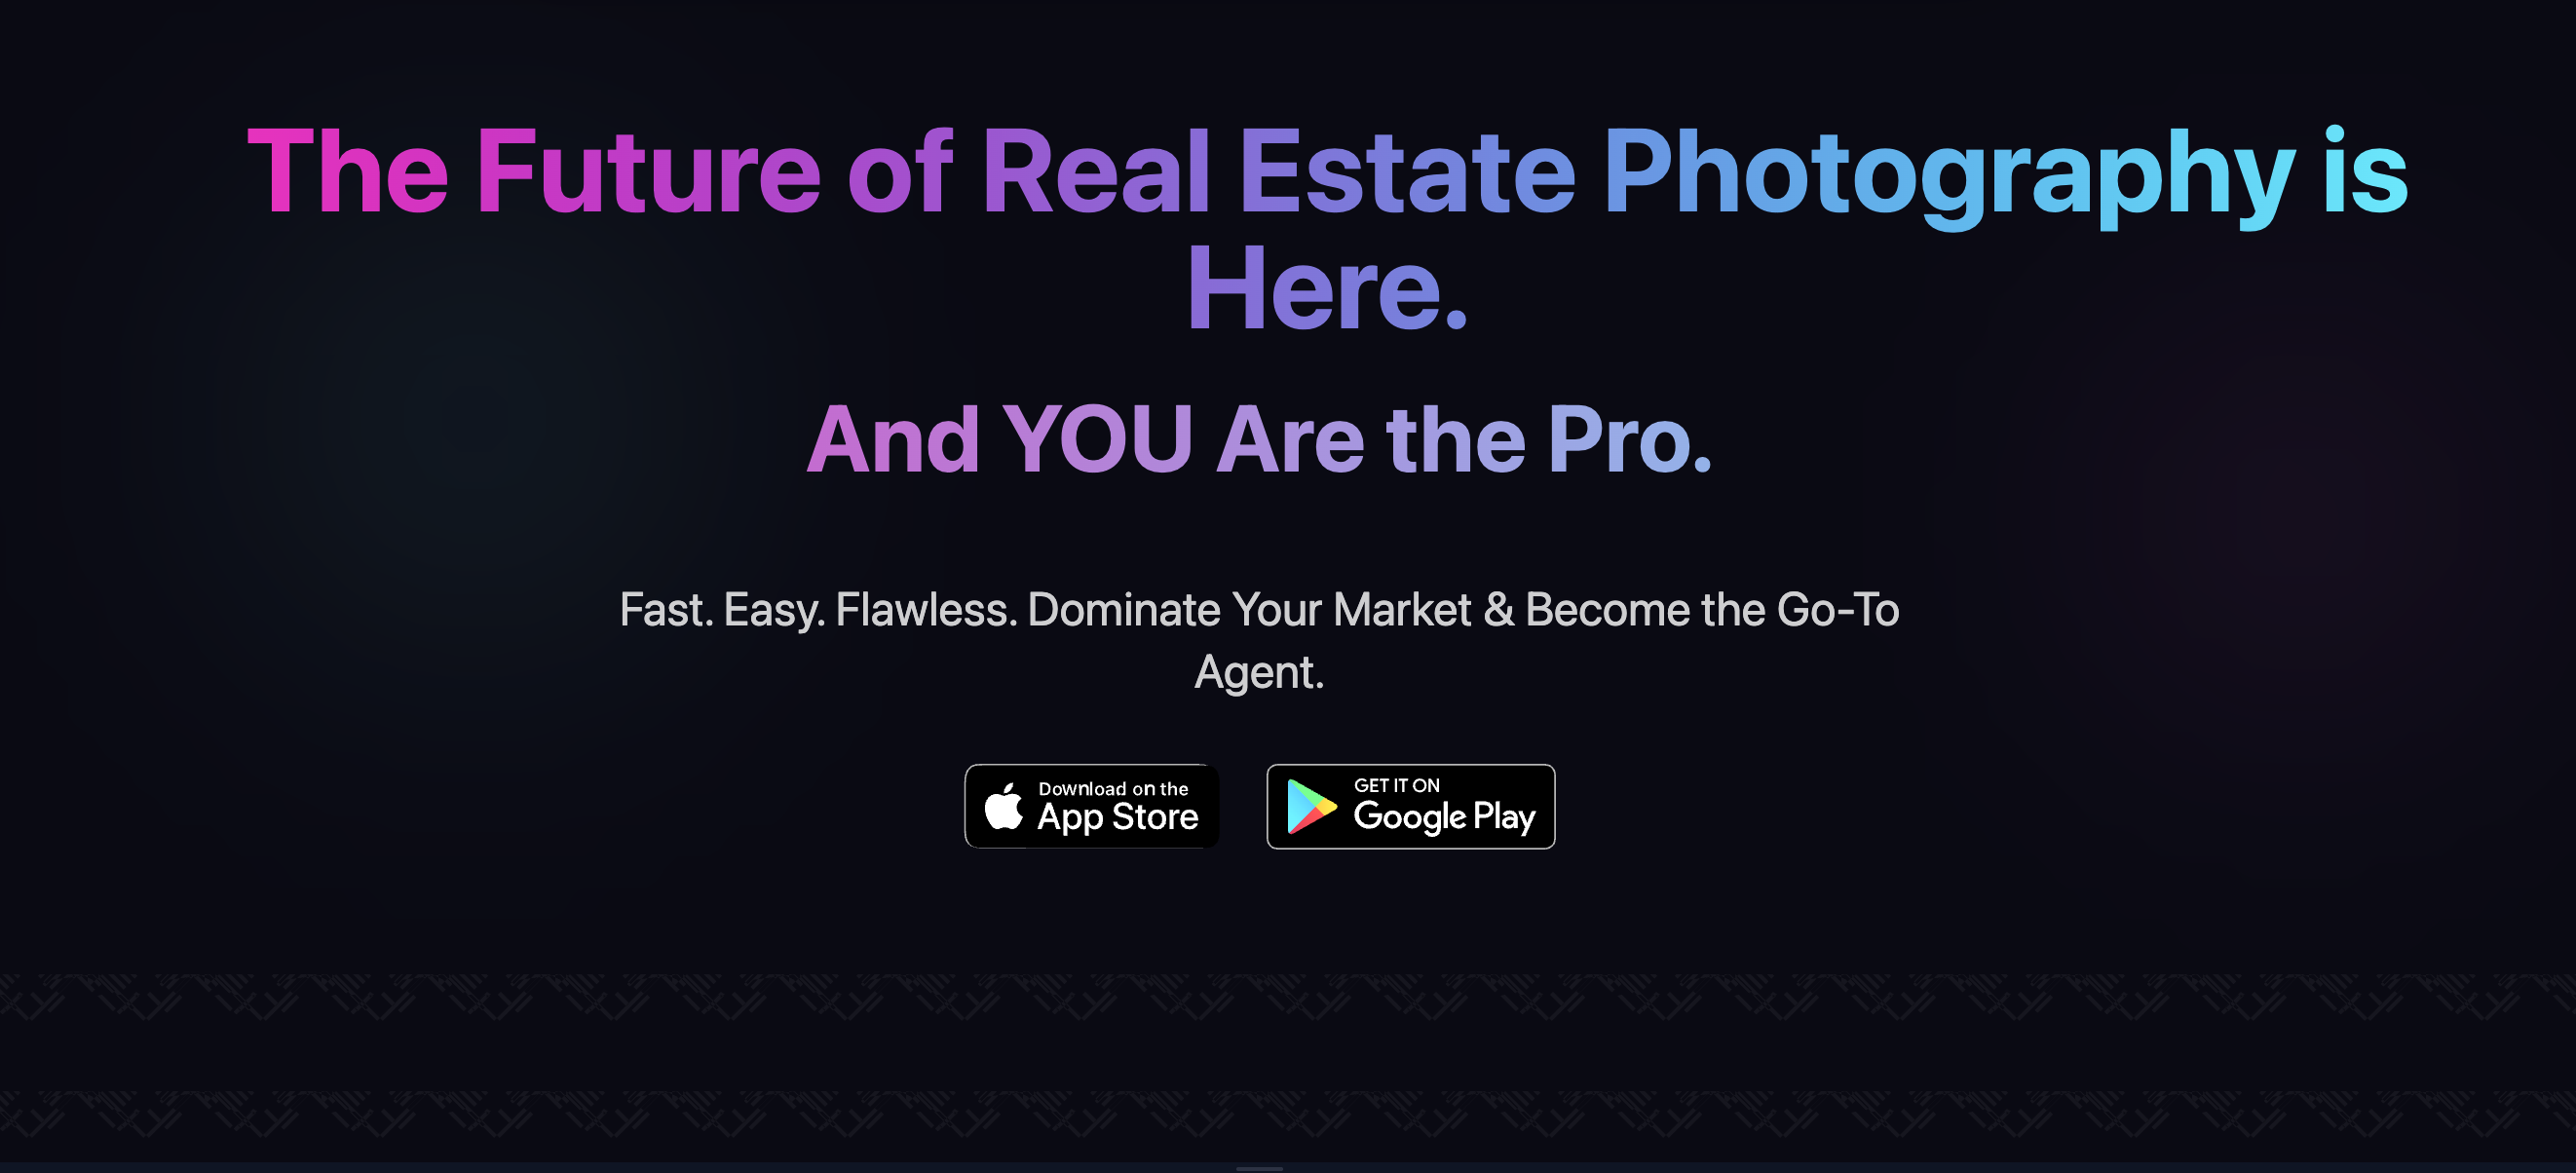 The Future of Real Estate Photography is
Here.
And YOU Are the Pro.
Fast. Easy. Flawless. Dominate Your Market & Become the Go-To
Agent.
Download on the
App Store
GET IT ON
Google Play